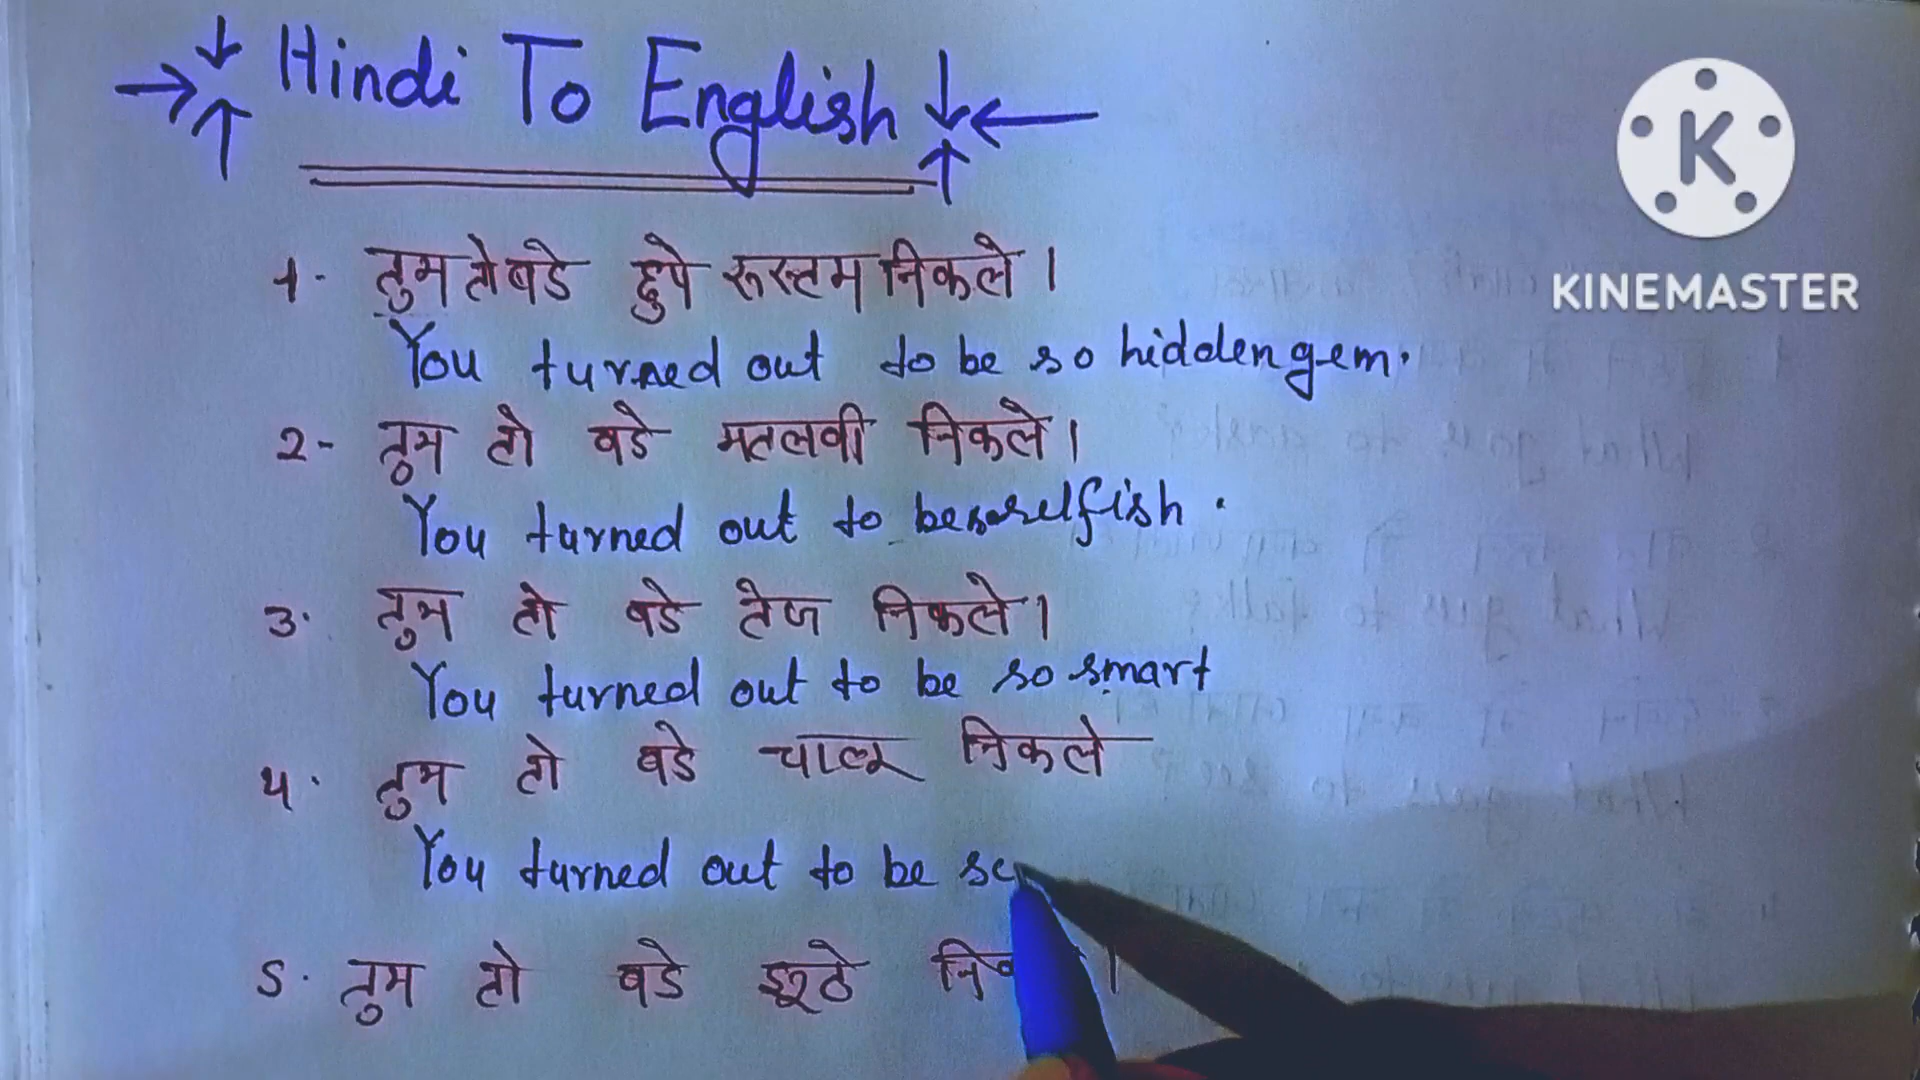 Hindi To English
1- तुम तो बडे छुपे रूस्तम निकले।
You turned out to be so hidden gem.
2- तुम तो बडे मतलबी निकले।
You turned out to be so selfish.
3. तुम तो बडे तेज निकले।
You turned out to be so smart
4. तुम तो बडे चालू निकले
You turned out to be
5. तुम तो बडे झूठे
KINEMASTER